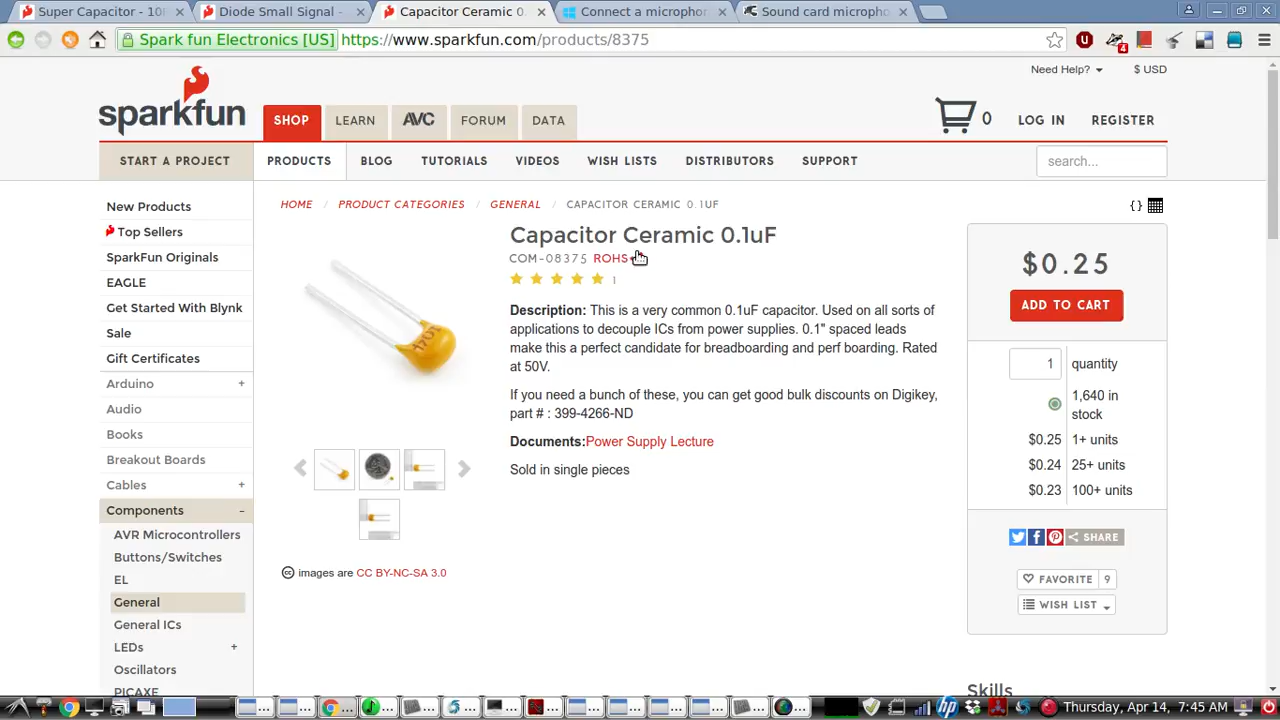 Super Capacitor - 10
Diode Small Signal -
Capacitor Ceramic 0.
Connect a microphor
Sound card micropho
Spark fun Electronics [US]
https://www.sparkfun.com/products/8375
4
Need Help?
$ USD
sparkfun
SHOP
LEARN
AVC
FORUM
DATA
0
LOG IN
REGISTER
START A PROJECT
PRODUCTS
BLOG
TUTORIALS
VIDEOS
WISH LISTS
DISTRIBUTORS
SUPPORT
search...
HOME / PRODUCT CATEGORIES / GENERAL / CAPACITOR CERAMIC 0.1UF
{}
New Products
Top Sellers
SparkFun Originals
EAGLE
Get Started With Blynk
Sale
Gift Certificates
Arduino +
Audio
Books
Breakout Boards
Cables +
Components -
AVR Microcontrollers
Buttons/Switches
EL
General
General ICs
LEDs +
Oscillators
PICAXE
Capacitor Ceramic 0.1uF
COM-08375 ROHS
1
Description: This is a very common 0.1uF capacitor. Used on all sorts of
applications to decouple ICs from power supplies. 0.1" spaced leads
make this a perfect candidate for breadboarding and perf boarding. Rated
at 50V.
If you need a bunch of these, you can get good bulk discounts on Digikey,
part # : 399-4266-ND
Documents:Power Supply Lecture
Sold in single pieces
cc images are CC BY-NC-SA 3.0
$0.25
ADD TO CART
1 quantity
1,640 in
stock
$0.25 1+ units
$0.24 25+ units
$0.23 100+ units
SHARE
FAVORITE 9
WISH LIST
Skills
Thursday, Apr 14, 7:45 AM